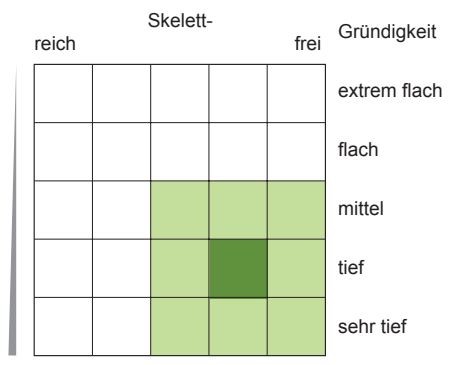 Skelett-
reich
frei
Gründigkeit
extrem flach
flach
mittel
tief
sehr tief